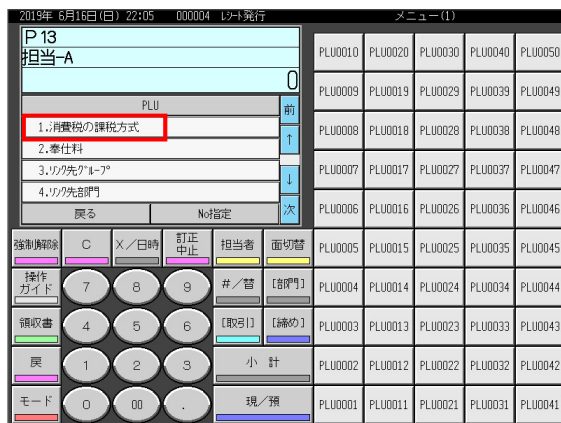 2019年 6月16日(日) 22:05 000004 ﾚｼｰﾄ発行 メニュー(1)
P13
担当-A
0
PLU
前
1.消費税の課税方式
↑
2.奉仕料
3.ﾘﾝｸ先ｸﾞﾙｰﾌﾟ
↓
4.ﾘﾝｸ先部門
戻る No指定 次
強制解除 C X/日時 訂正中止 担当者 面切替
操作ガイド 7 8 9 #/替 [部門]
領収書 4 5 6 [取引] [締め]
戻 1 2 3 小計
モード 0 00 . 現/預
PLU0010 PLU0020 PLU0030 PLU0040 PLU0050
PLU0009 PLU0019 PLU0029 PLU0039 PLU0049
PLU0008 PLU0018 PLU0028 PLU0038 PLU0048
PLU0007 PLU0017 PLU0027 PLU0037 PLU0047
PLU0006 PLU0016 PLU0026 PLU0036 PLU0046
PLU0005 PLU0015 PLU0025 PLU0035 PLU0045
PLU0004 PLU0014 PLU0024 PLU0034 PLU0044
PLU0003 PLU0013 PLU0023 PLU0033 PLU0043
PLU0002 PLU0012 PLU0022 PLU0032 PLU0042
PLU0001 PLU0011 PLU0021 PLU0031 PLU0041